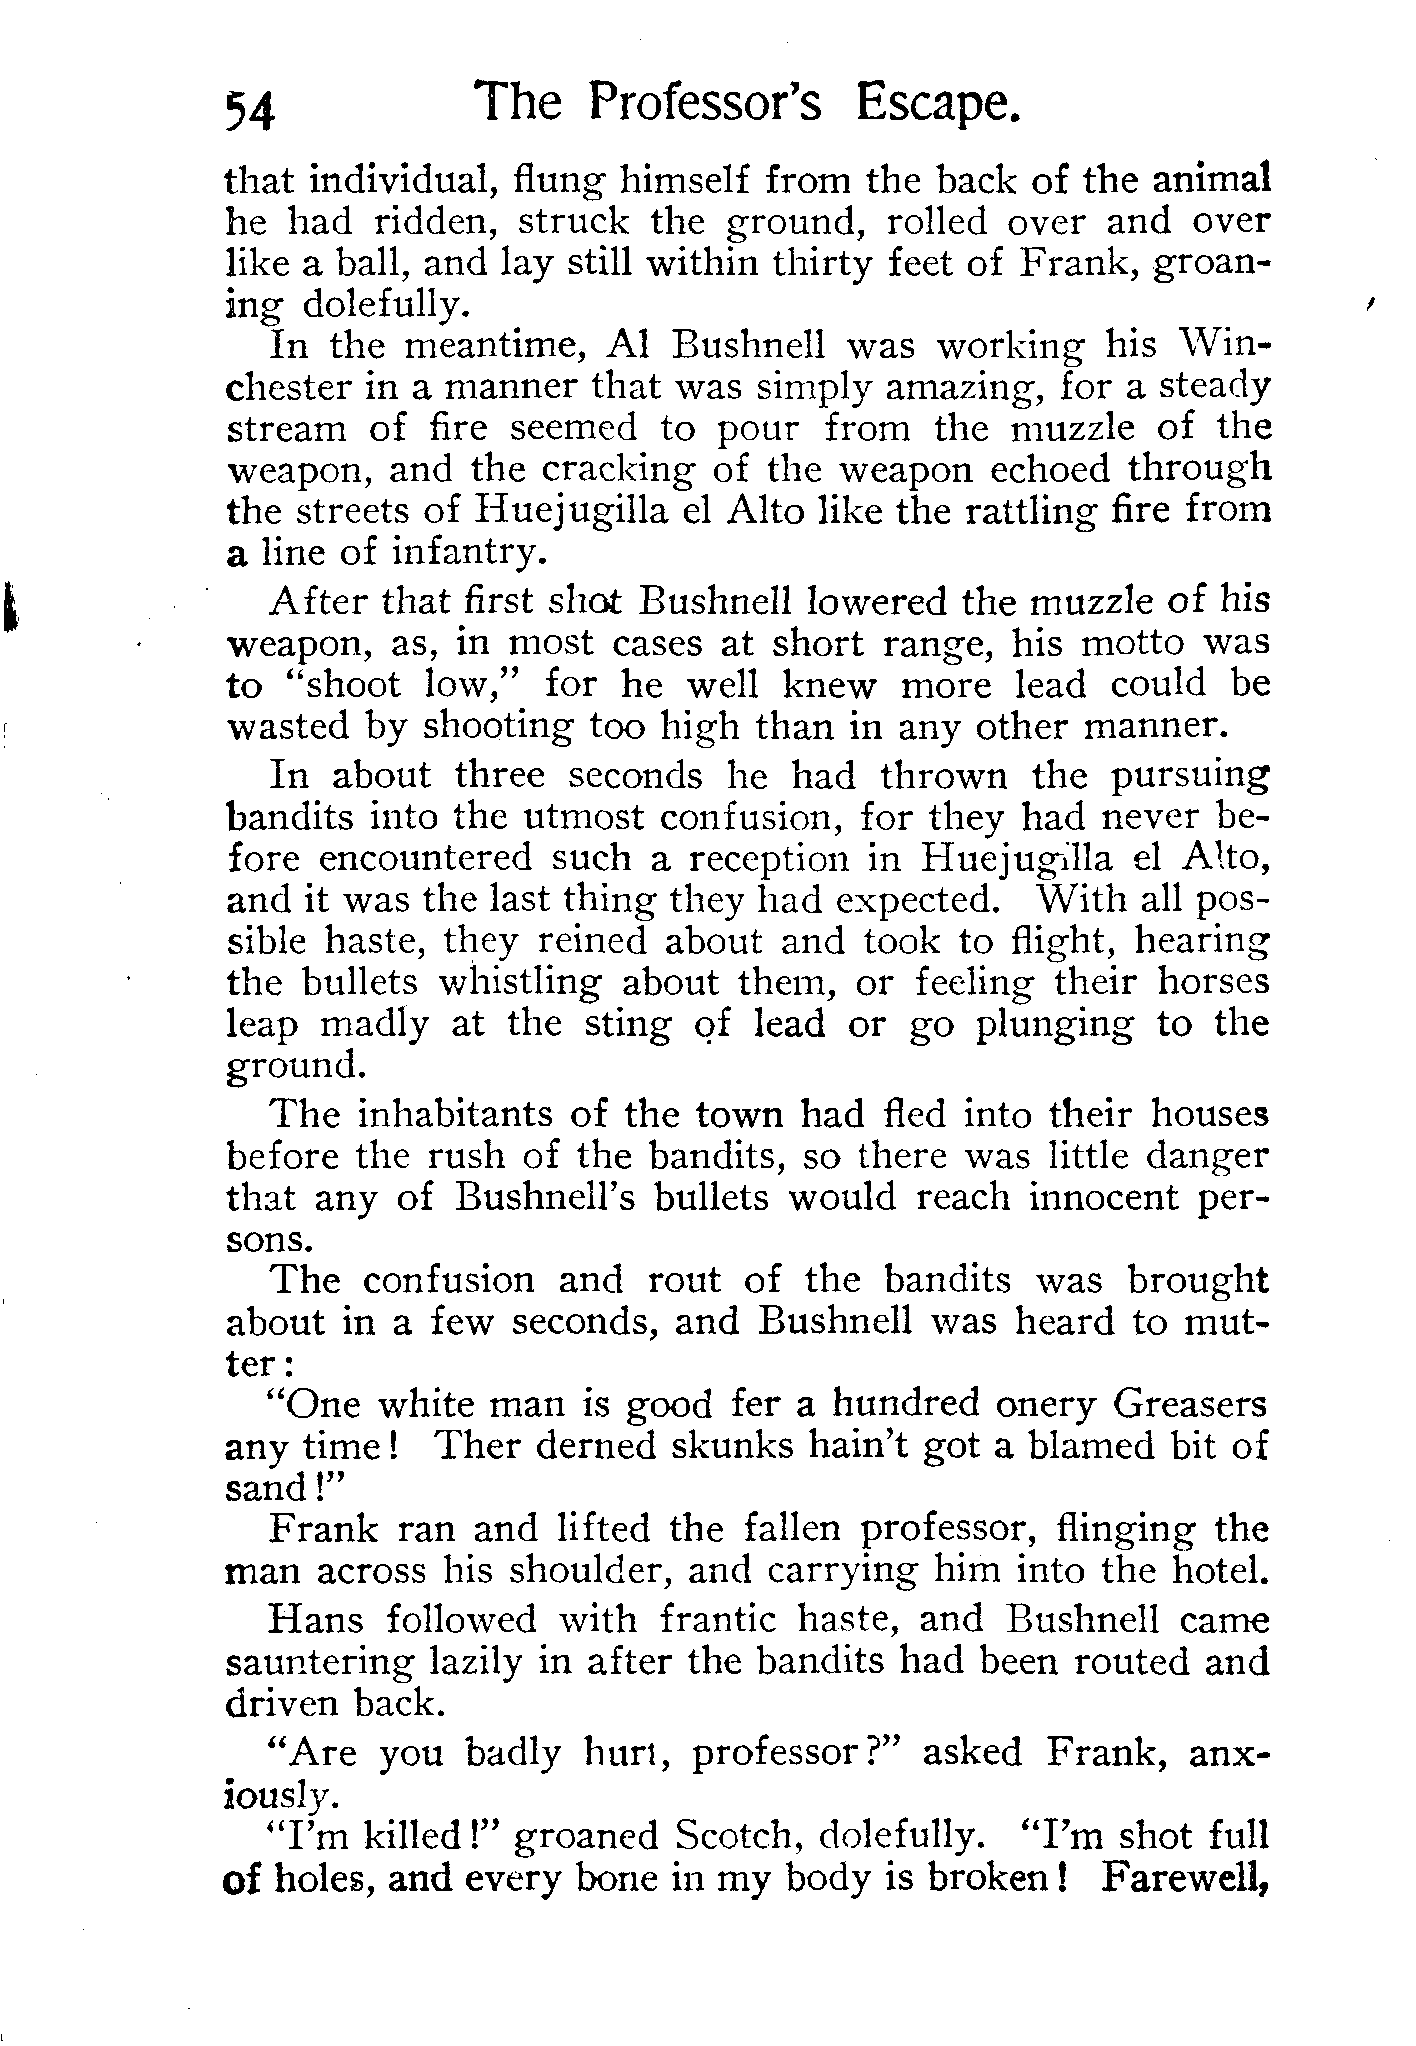 54 The Professor's Escape.
that individual, flung himself from the back of the animal
he had ridden, struck the ground, rolled over and over
like a ball, and lay still within thirty feet of Frank, groan-
ing dolefully.
In the meantime, Al Bushnell was working his Win-
chester in a manner that was simply amazing, for a steady
stream of fire seemed to pour from the muzzle of the
weapon, and the cracking of the weapon echoed through
the streets of Huejugilla el Alto like the rattling fire from
a line of infantry.
After that first shot Bushnell lowered the muzzle of his
weapon, as, in most cases at short range, his motto was
to "shoot low," for he well knew more lead could be
wasted by shooting too high than in any other manner.
In about three seconds he had thrown the pursuing
bandits into the utmost confusion, for they had never be-
fore encountered such a reception in Huejugilla el Alto,
and it was the last thing they had expected. With all pos-
sible haste, they reined about and took to flight, hearing
the bullets whistling about them, or feeling their horses
leap madly at the sting of lead or go plunging to the
ground.
The inhabitants of the town had fled into their houses
before the rush of the bandits, so there was little danger
that any of Bushnell's bullets would reach innocent per-
sons.
The confusion and rout of the bandits was brought
about in a few seconds, and Bushnell was heard to mut-
ter:
"One white man is good fer a hundred onery Greasers
any time! Ther derned skunks hain't got a blamed bit of
sand!"
Frank ran and lifted the fallen professor, flinging the
man across his shoulder, and carrying him into the hotel.
Hans followed with frantic haste, and Bushnell came
sauntering lazily in after the bandits had been routed and
driven back.
"Are you badly hurt, professor?" asked Frank, anx-
iously.
"I'm killed!" groaned Scotch, dolefully. "I'm shot full
of holes, and every bone in my body is broken! Farewell,